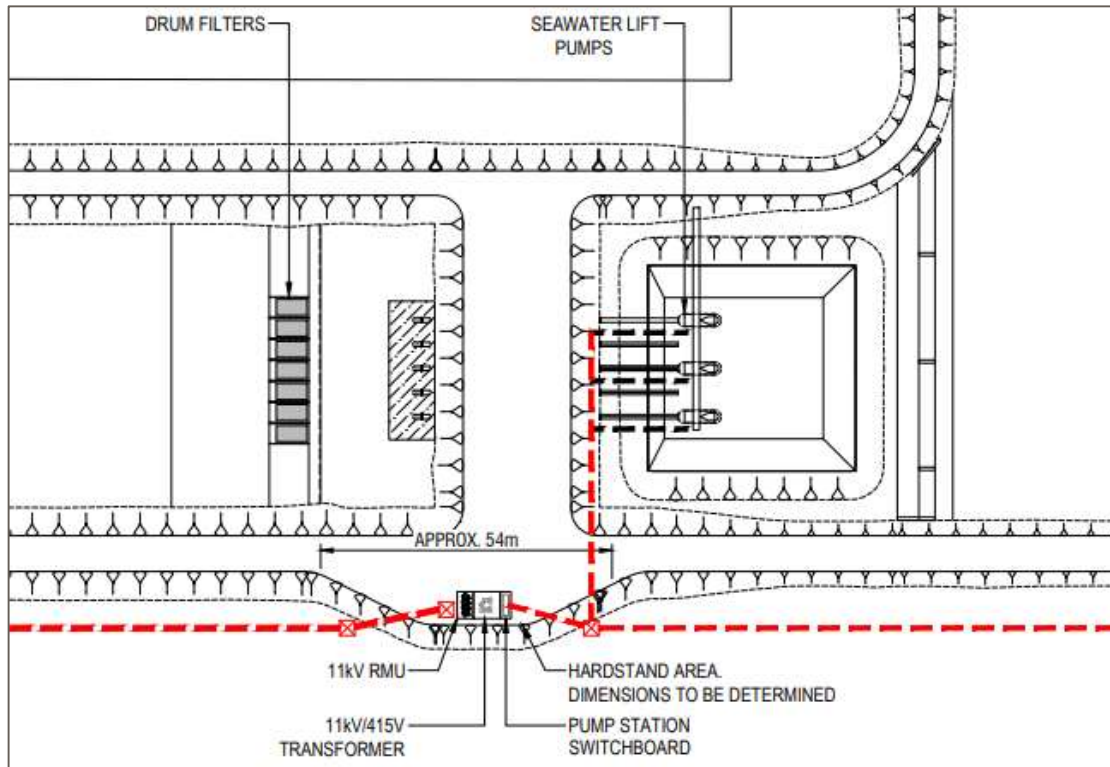 DRUM FILTERS
SEAWATER LIFT
PUMPS
APPROX. 54m
11kV RMU
HARDSTAND AREA.
DIMENSIONS TO BE DETERMINED
11kV/415V
TRANSFORMER
PUMP STATION
SWITCHBOARD